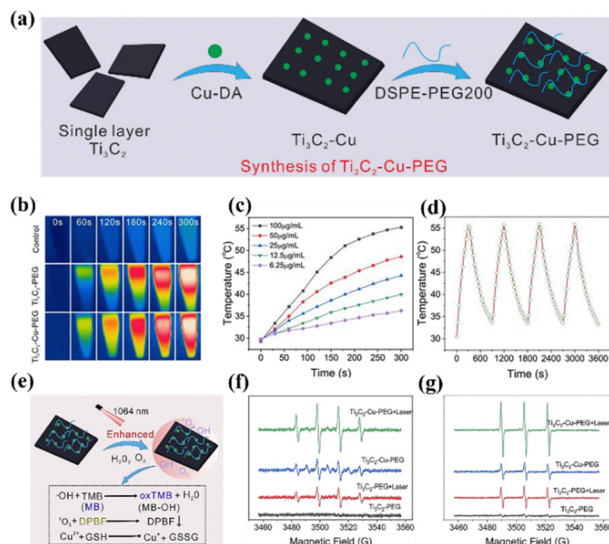 (a)
Single layer
Ti₃C₂
Cu-DA
Ti₃C₂-Cu
DSPE-PEG200
Ti₃C₂-Cu-PEG
Synthesis of Ti₃C₂-Cu-PEG
(b)
0s 60s 120s 180s 240s 300s
Control
Ti₃C₂-PEG
Ti₃C₂-Cu-PEG
(c)
Temperature (°C)
55
50
45
40
35
30
100μg/mL
50μg/mL
25μg/mL
12.5μg/mL
6.25μg/mL
0 50 100 150 200 250 300
Time (s)
(d)
Temperature (°C)
55
50
45
40
35
30
0 600 1200 1800 2400 3000 3600
Time (s)
(e)
1064 nm
Enhanced
H₂O₂ O₂
¹O₂ OH
·OH + TMB oxTMB + H₂O
(MB) (MB-OH)
¹O₂ + DPBF DPBF↓
Cu²⁺+GSH Cu⁺+ GSSG
(f)
Ti₃C₂-Cu-PEG+Laser
Ti₃C₂-Cu-PEG
Ti₃C₂-PEG+Laser
Ti₃C₂-PEG
3460 3480 3500 3520 3540 3560
Magnetic Field (G)
(g)
Ti₃C₂-Cu-PEG+Laser
Ti₃C₂-Cu-PEG
Ti₃C₂-PEG+Laser
Ti₃C₂-PEG
3460 3480 3500 3520 3540 3560
Magnetic Field (G)